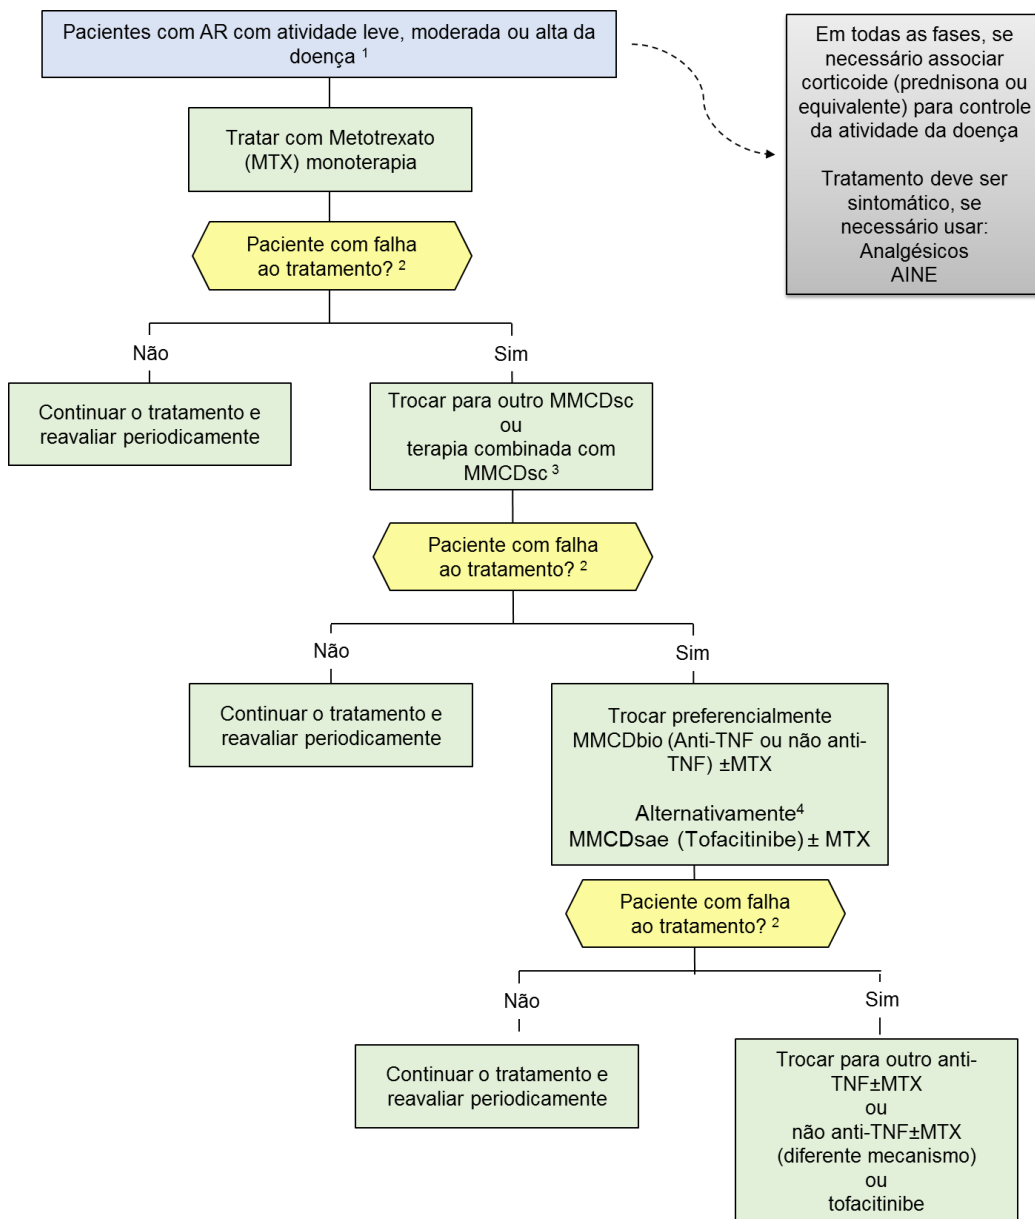 Pacientes com AR com atividade leve, moderada ou alta da
doença ¹
Em todas as fases, se
necessário associar
corticoide (prednisona ou
equivalente) para controle
da atividade da doença
Tratamento deve ser
sintomático, se
necessário usar:
Analgésicos
AINE
Tratar com Metotrexato
(MTX) monoterapia
Paciente com falha
ao tratamento? ²
Não
Sim
Continuar o tratamento e
reavaliar periodicamente
Trocar para outro MMCDsc
ou
terapia combinada com
MMCDsc ³
Paciente com falha
ao tratamento? ²
Não
Sim
Continuar o tratamento e
reavaliar periodicamente
Trocar preferencialmente
MMCDbio (Anti-TNF ou não anti-
TNF) ±MTX
Alternativamente⁴
MMCDsae (Tofacitinibe) ± MTX
Paciente com falha
ao tratamento? ²
Não
Sim
Continuar o tratamento e
reavaliar periodicamente
Trocar para outro anti-
TNF±MTX
ou
não anti-TNF±MTX
(diferente mecanismo)
ou
tofacitinibe